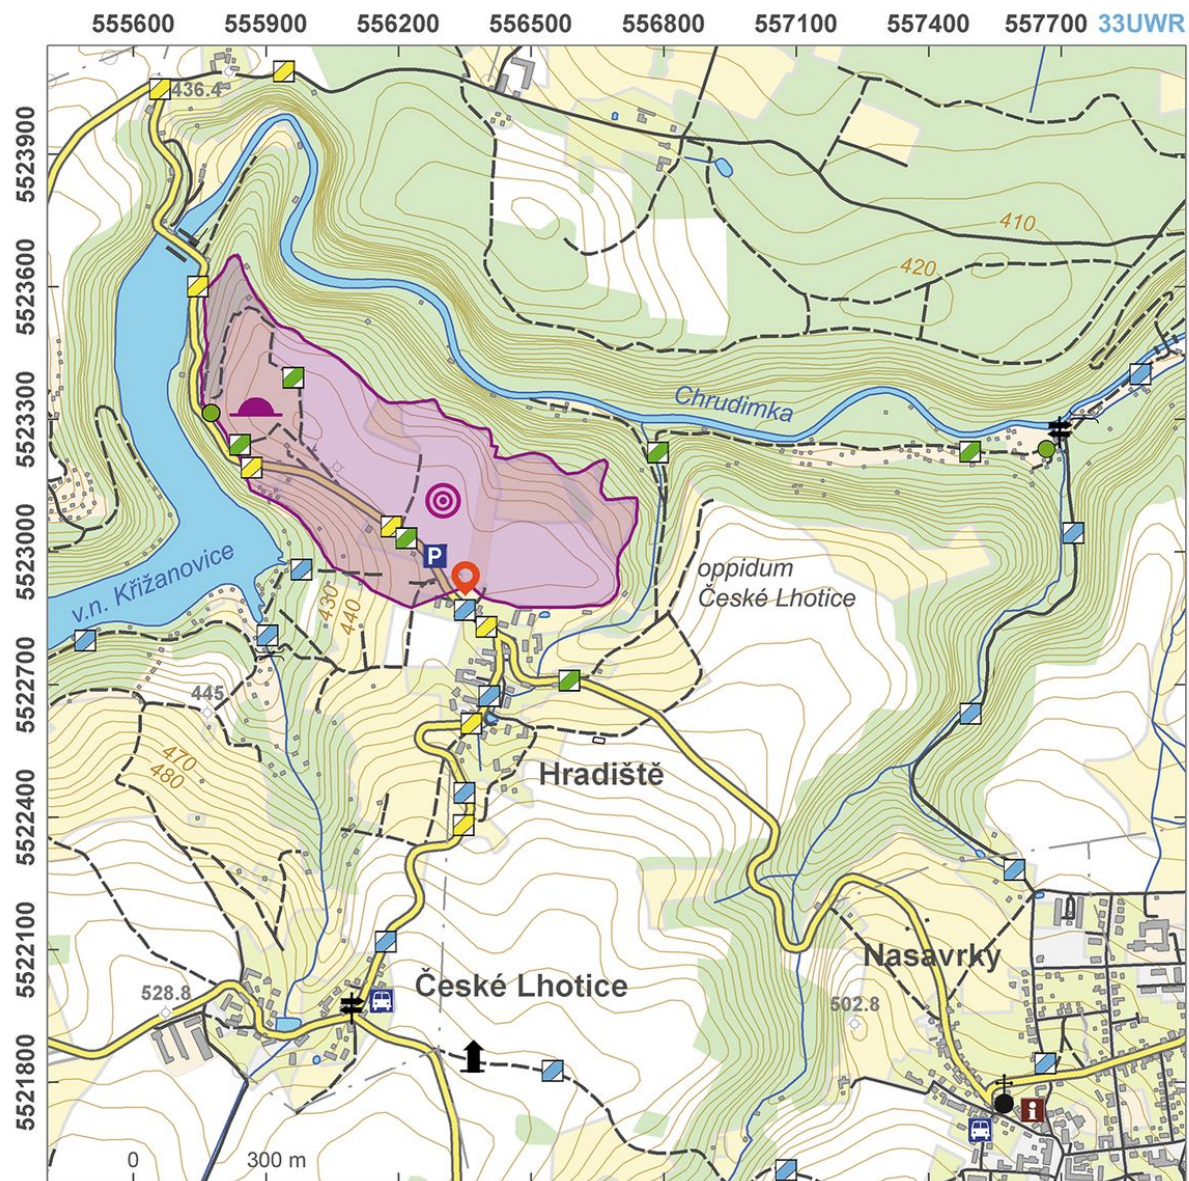 555600 555900 556200 556500 556800 557100 557400 557700 33UWR
5523900
5523600
5523300
5523000
5522700
5522400
5522100
5521800
436.4
410
420
Chrudimka
P
v.n. Křižanovice
430
440
oppidum
České Lhotice
445
470
480
Hradiště
Nasavrky
České Lhotice
528.8
502.8
i
0 300 m